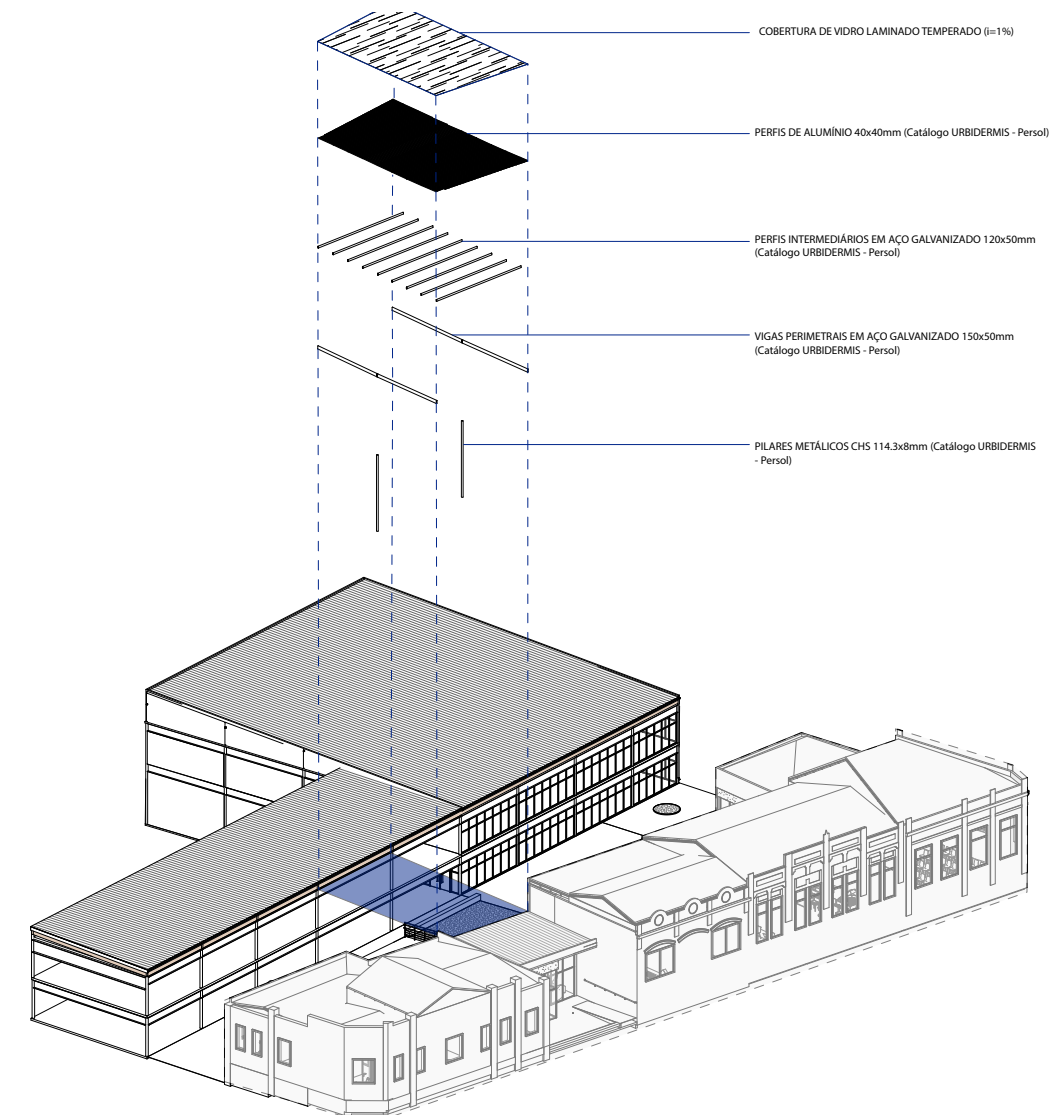 COBERTURA DE VIDRO LAMINADO TEMPERADO (i=1%)
PERFIS DE ALUMÍNIO 40x40mm (Catálogo URBIDERMIS - Persol)
PERFIS INTERMEDIÁRIOS EM AÇO GALVANIZADO 120x50mm
(Catálogo URBIDERMIS - Persol)
VIGAS PERIMETRAIS EM AÇO GALVANIZADO 150x50mm
(Catálogo URBIDERMIS - Persol)
PILARES METÁLICOS CHS 114.3x8mm (Catálogo URBIDERMIS
- Persol)